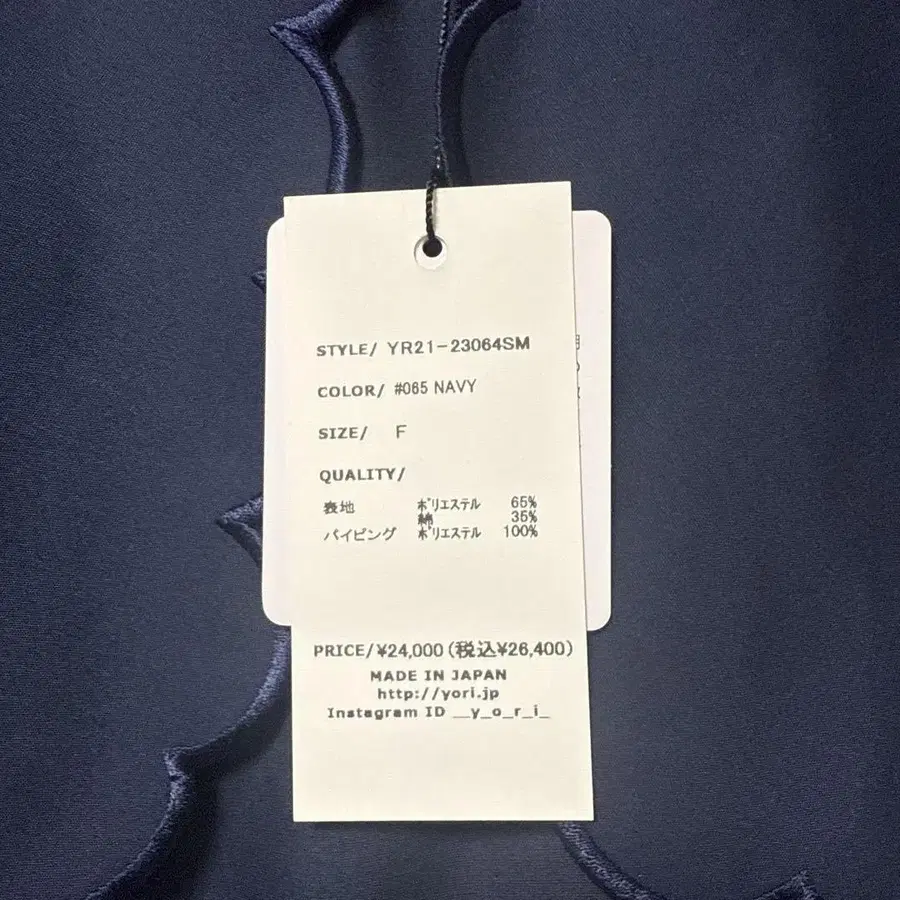 STYLE/ YR21-23064SM
COLOR/ #065 NAVY
SIZE/ F
QUALITY/
表地 ポリエステル 65%
綿 35%
パイピング ポリエステル 100%
PRICE/¥24,000(税込¥26,400)
MADE IN JAPAN
http://yori.jp
Instagram ID __y_o_r_i_